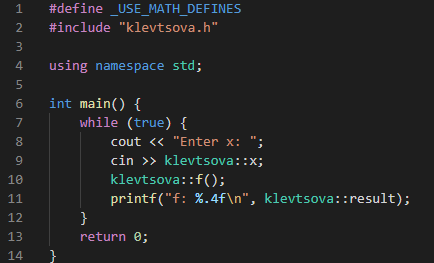 1 #define _USE_MATH_DEFINES
2 #include "klevtsova.h"
3
4 using namespace std;
5
6 int main() {
7     while (true) {
8         cout << "Enter x: ";
9         cin >> klevtsova::x;
10         klevtsova::f();
11         printf("f: %.4f\n", klevtsova::result);
12     }
13     return 0;
14 }